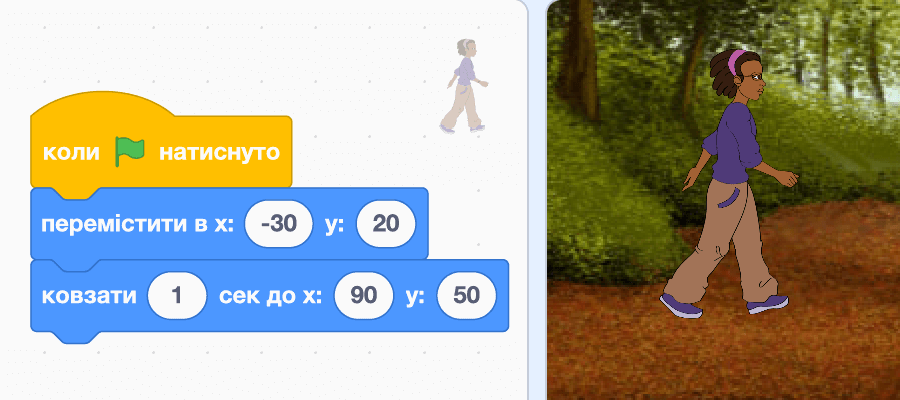 коли натиснуто
перемістити в x: -30 y: 20
ковзати 1 сек до x: 90 y: 50